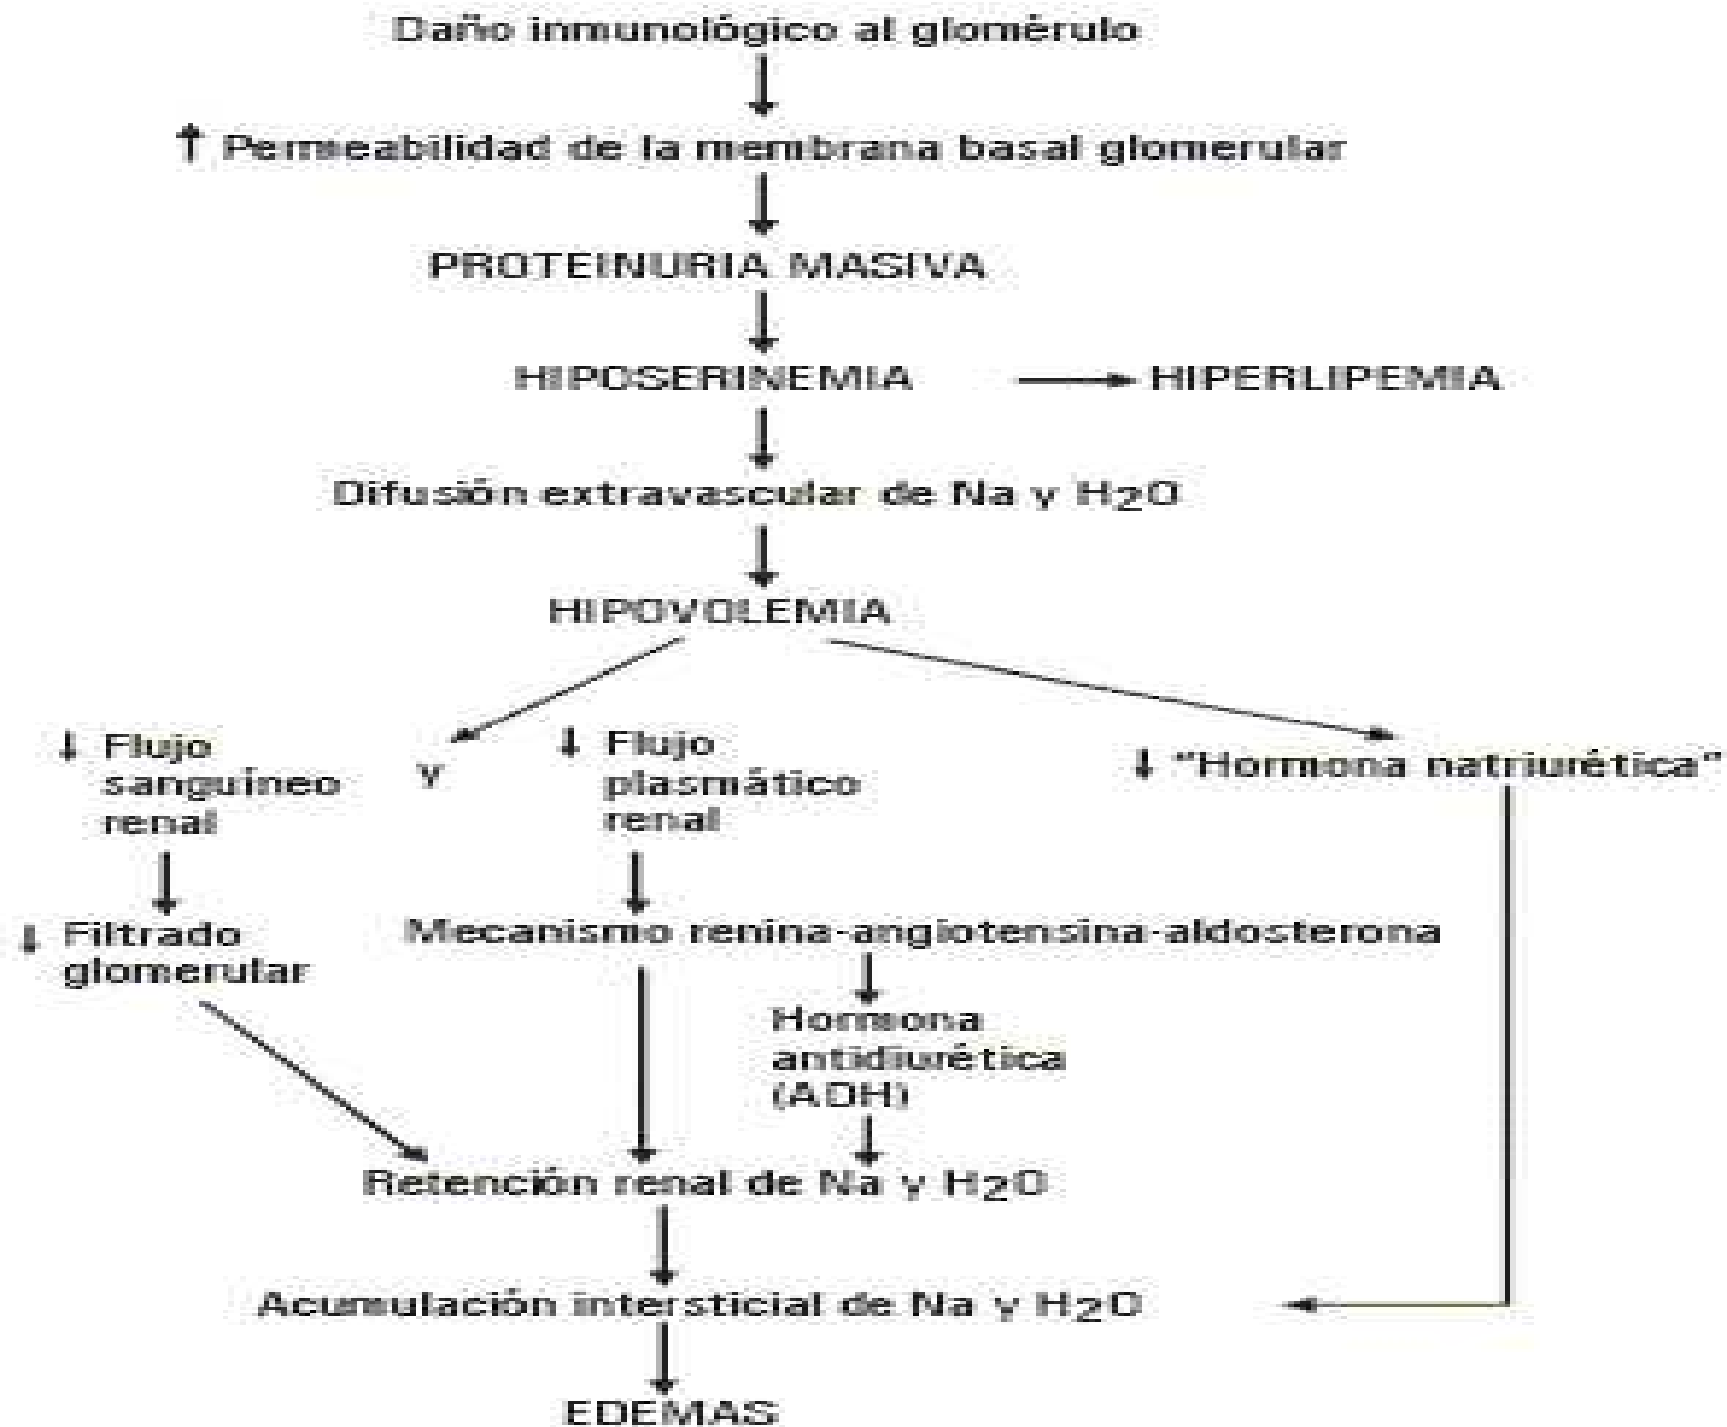 Daño inmunológico al glomérulo
↑ Permeabilidad de la membrana basal glomerular
PROTEINURIA MASIVA
HIPOSERINEMIA → HIPERLIPEMIA
Difusión extravascular de Na y H2O
HIPOVOLEMIA
↓ Flujo
sanguíneo
renal
y
↓ Flujo
plasmático
renal
↓ "Hormona natriurética"
↓ Filtrado
glomerular
Mecanismo renina-angiotensina-aldosterona
Hormona
antidiurética
(ADH)
Retención renal de Na y H2O
Acumulación intersticial de Na y H2O
EDEMAS